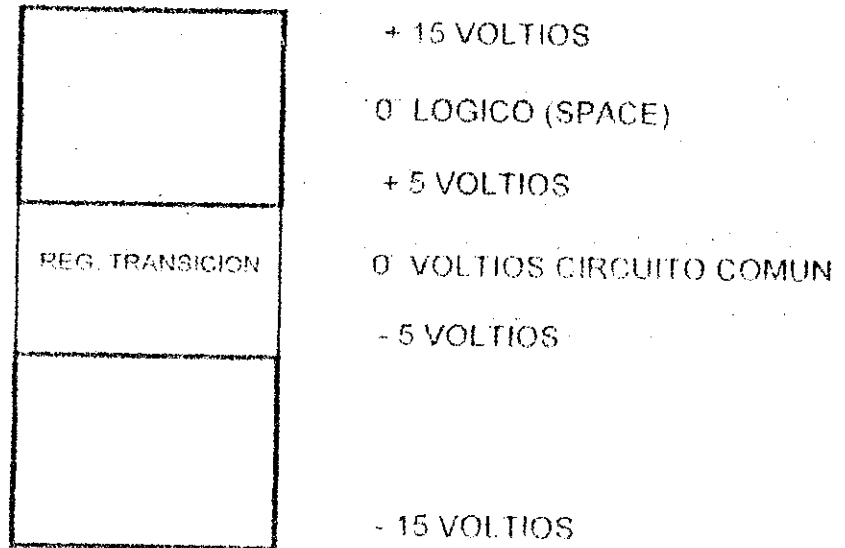 + 15 VOLTIOS
0 LOGICO (SPACE)
+ 5 VOLTIOS
REG. TRANSICION
0 VOLTIOS CIRCUITO COMUN
- 5 VOLTIOS
- 15 VOLTIOS